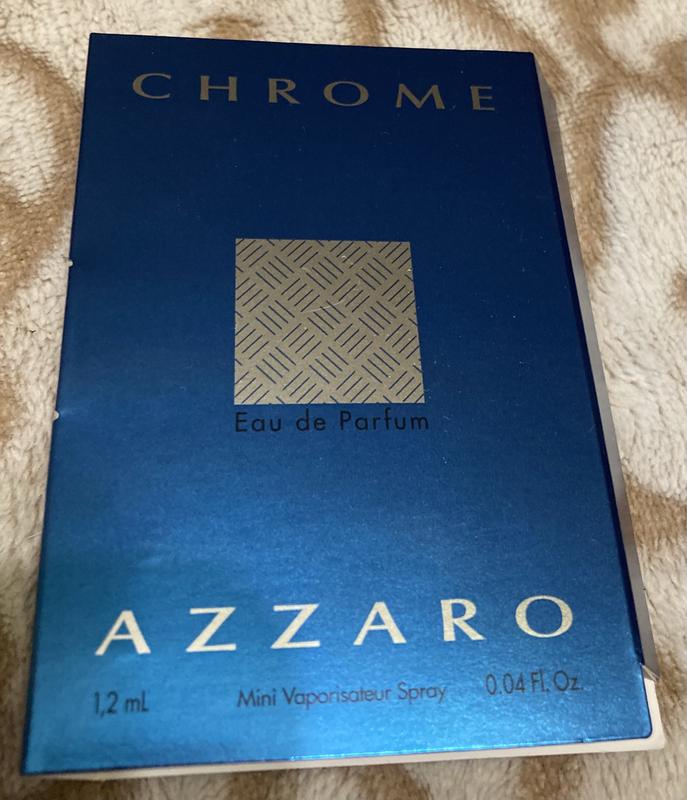 CHROME
Eau de Parfum
AZZARO
1,2 mL Mini Vaporisateur Spray 0.04 Fl. Oz.